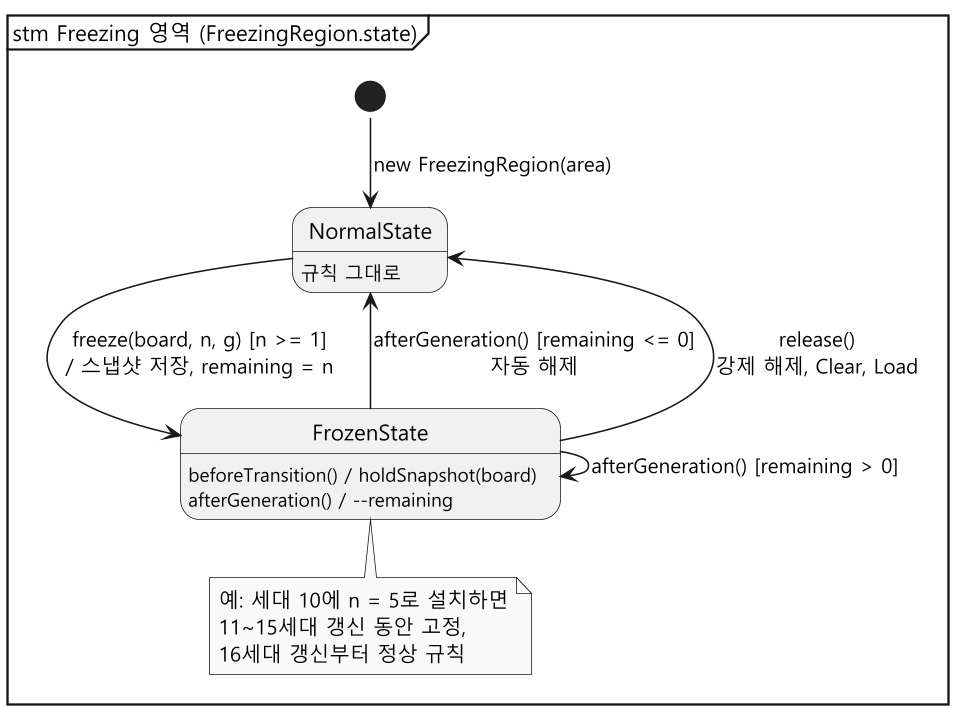 stm Freezing 영역 (FreezingRegion.state)
new FreezingRegion(area)
NormalState
규칙 그대로
freeze(board, n, g) [n >= 1]
/ 스냅샷 저장, remaining = n
afterGeneration() [remaining <= 0]
자동 해제
release()
강제 해제, Clear, Load
FrozenState
beforeTransition() / holdSnapshot(board)
afterGeneration() / --remaining
afterGeneration() [remaining > 0]
예: 세대 10에 n = 5로 설치하면
11~15세대 갱신 동안 고정,
16세대 갱신부터 정상 규칙